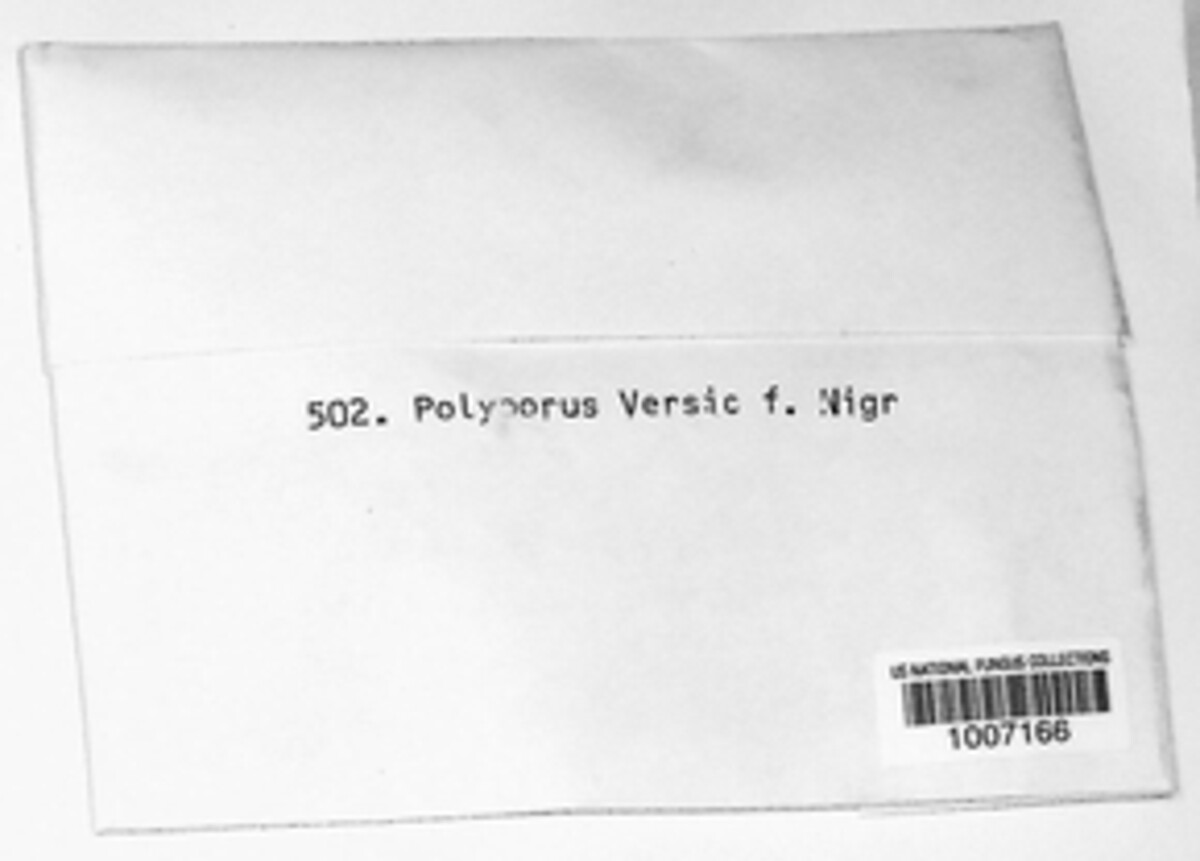 502. Polyporus Versic f. Nigr
US NATIONAL FUNGUS COLLECTIONS
1007166